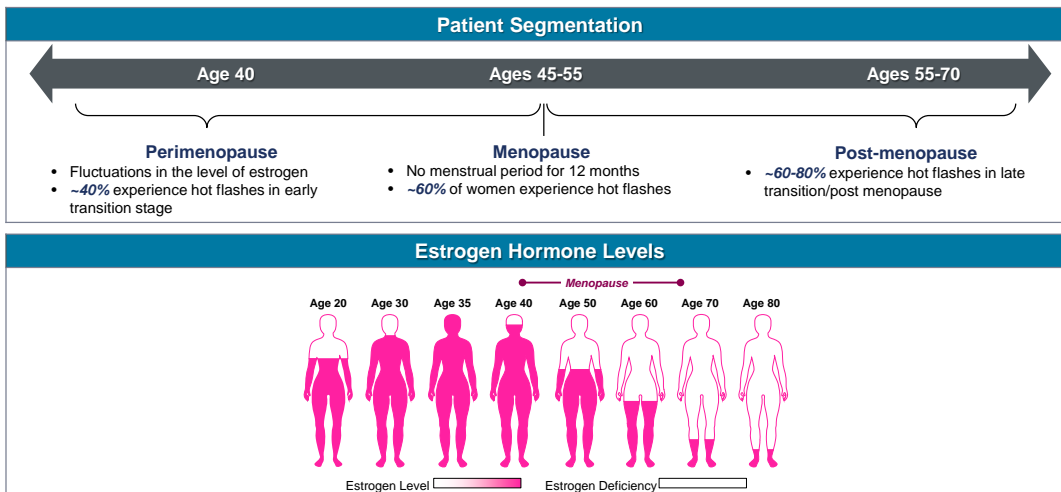 Patient Segmentation
Age 40
Ages 45-55
Ages 55-70
Perimenopause
• Fluctuations in the level of estrogen
• ~40% experience hot flashes in early
transition stage
Menopause
• No menstrual period for 12 months
• ~60% of women experience hot flashes
Post-menopause
• ~60-80% experience hot flashes in late
transition/post menopause
Estrogen Hormone Levels
Menopause
Age 20
Age 30
Age 35
Age 40
Age 50
Age 60
Age 70
Age 80
Estrogen Level
Estrogen Deficiency